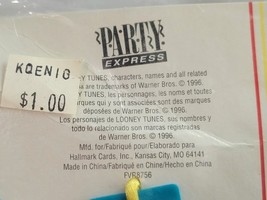 PARTY
EXPRESS
KOENIG
$1.00
Y TUNES, characters, names and all related
a are trademarks of Warner Bros. © 1996.
Y TUNES, les personnages, les noms et toutes
arques qui y sont associées sont des marques
déposées de Warner Bros. © 1996.
Los personajes de LOONEY TUNES, sus nombres y
todo lo relacionado son marcas registradas
de Warner Bros. © 1996.
Mfd. for/Fabriqué pour/Elaborado para
Hallmark Cards, Inc., Kansas City, MO 64141
Made in China/Fabriqué en Chine/Hecho en China